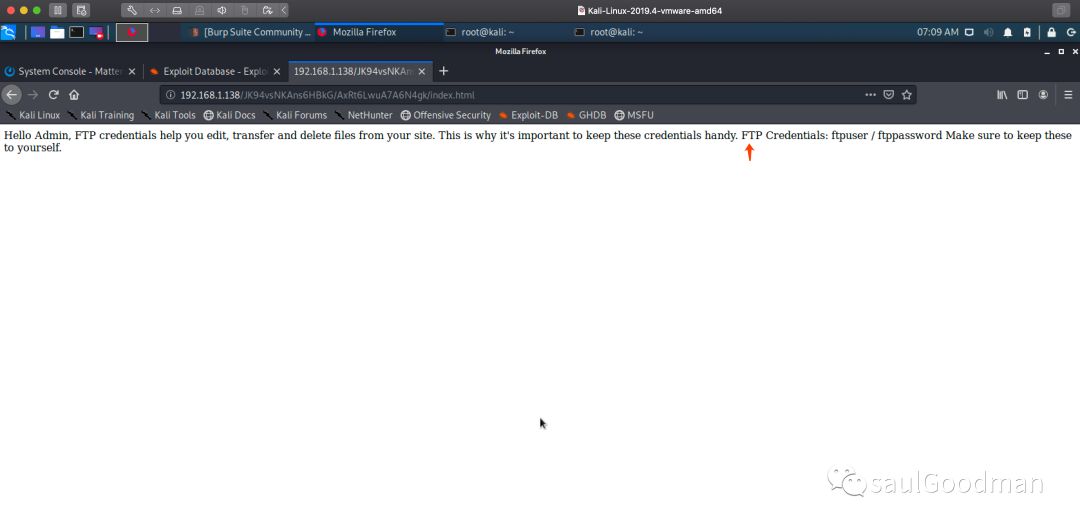 Kali-Linux-2019.4-vmware-amd64
[Burp Suite Community ... Mozilla Firefox root@kali: ~ root@kali: ~ 07:09 AM
Mozilla Firefox
System Console - Matter Exploit Database - Exploi 192.168.1.138/JK94vsNKAn
192.168.1.138/JK94vsNKAns6HBkG/AxRt6LwuA7A6N4gk/index.html
Kali Linux Kali Training Kali Tools Kali Docs Kali Forums NetHunter Offensive Security Exploit-DB GHDB MSFU
Hello Admin, FTP credentials help you edit, transfer and delete files from your site. This is why it's important to keep these credentials handy. FTP Credentials: ftpuser / ftppassword Make sure to keep these
to yourself.
saulGoodman